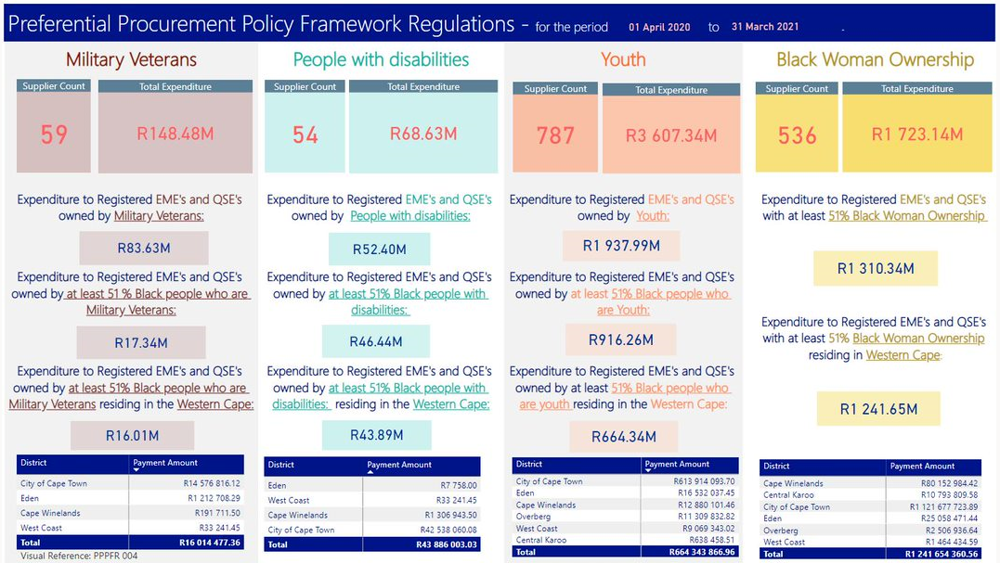 Preferential Procurement Policy Framework Regulations – for the period 01 April 2020 to 31 March 2021
Military Veterans
Supplier Count
Total Expenditure
59
R148.48M
Expenditure to Registered EME's and QSE's
owned by Military Veterans:
R83.63M
Expenditure to Registered EME's and QSE's
owned by at least 51 % Black people who are
Military Veterans:
R17.34M
Expenditure to Registered EME's and QSE's
owned by at least 51% Black people who are
Military Veterans residing in the Western Cape:
R16.01M
District Payment Amount
City of Cape Town R14 576 816.12
Eden R1 212 708.29
Cape Winelands R191 711.50
West Coast R33 241.45
Total R16 014 477.36
Visual Reference: PPPFR 004
People with disabilities
Supplier Count
Total Expenditure
54
R68.63M
Expenditure to Registered EME's and QSE's
owned by People with disabilities:
R52.40M
Expenditure to Registered EME's and QSE's
owned by at least 51% Black people with
disabilities:
R46.44M
Expenditure to Registered EME's and QSE's
owned by at least 51% Black people with
disabilities: residing in the Western Cape:
R43.89M
District Payment Amount
Eden R7 758.00
West Coast R33 241.45
Cape Winelands R1 306 943.50
City of Cape Town R42 538 060.08
Total R43 886 003.03
Youth
Supplier Count
Total Expenditure
787
R3 607.34M
Expenditure to Registered EME's and QSE's
owned by Youth:
R1 937.99M
Expenditure to Registered EME's and QSE's
owned by at least 51% Black people who
are Youth:
R916.26M
Expenditure to Registered EME's and QSE's
owned by at least 51% Black people who
are youth residing in the Western Cape:
R664.34M
District Payment Amount
City of Cape Town R613 914 093.70
Eden R16 532 037.45
Cape Winelands R12 880 101.46
Overberg R11 309 832.82
West Coast R9 069 343.02
Central Karoo R638 458.51
Total R664 343 866.96
Black Woman Ownership
Supplier Count
Total Expenditure
536
R1 723.14M
Expenditure to Registered EME's and QSE's
with at least 51% Black Woman Ownership
R1 310.34M
Expenditure to Registered EME's and QSE's
with at least 51% Black Woman Ownership
residing in Western Cape:
R1 241.65M
District Payment Amount
Cape Winelands R80 152 984.42
Central Karoo R10 793 809.58
City of Cape Town R1 121 677 723.89
Eden R25 058 471.44
Overberg R2 506 936.64
West Coast R1 464 434.59
Total R1 241 654 360.56